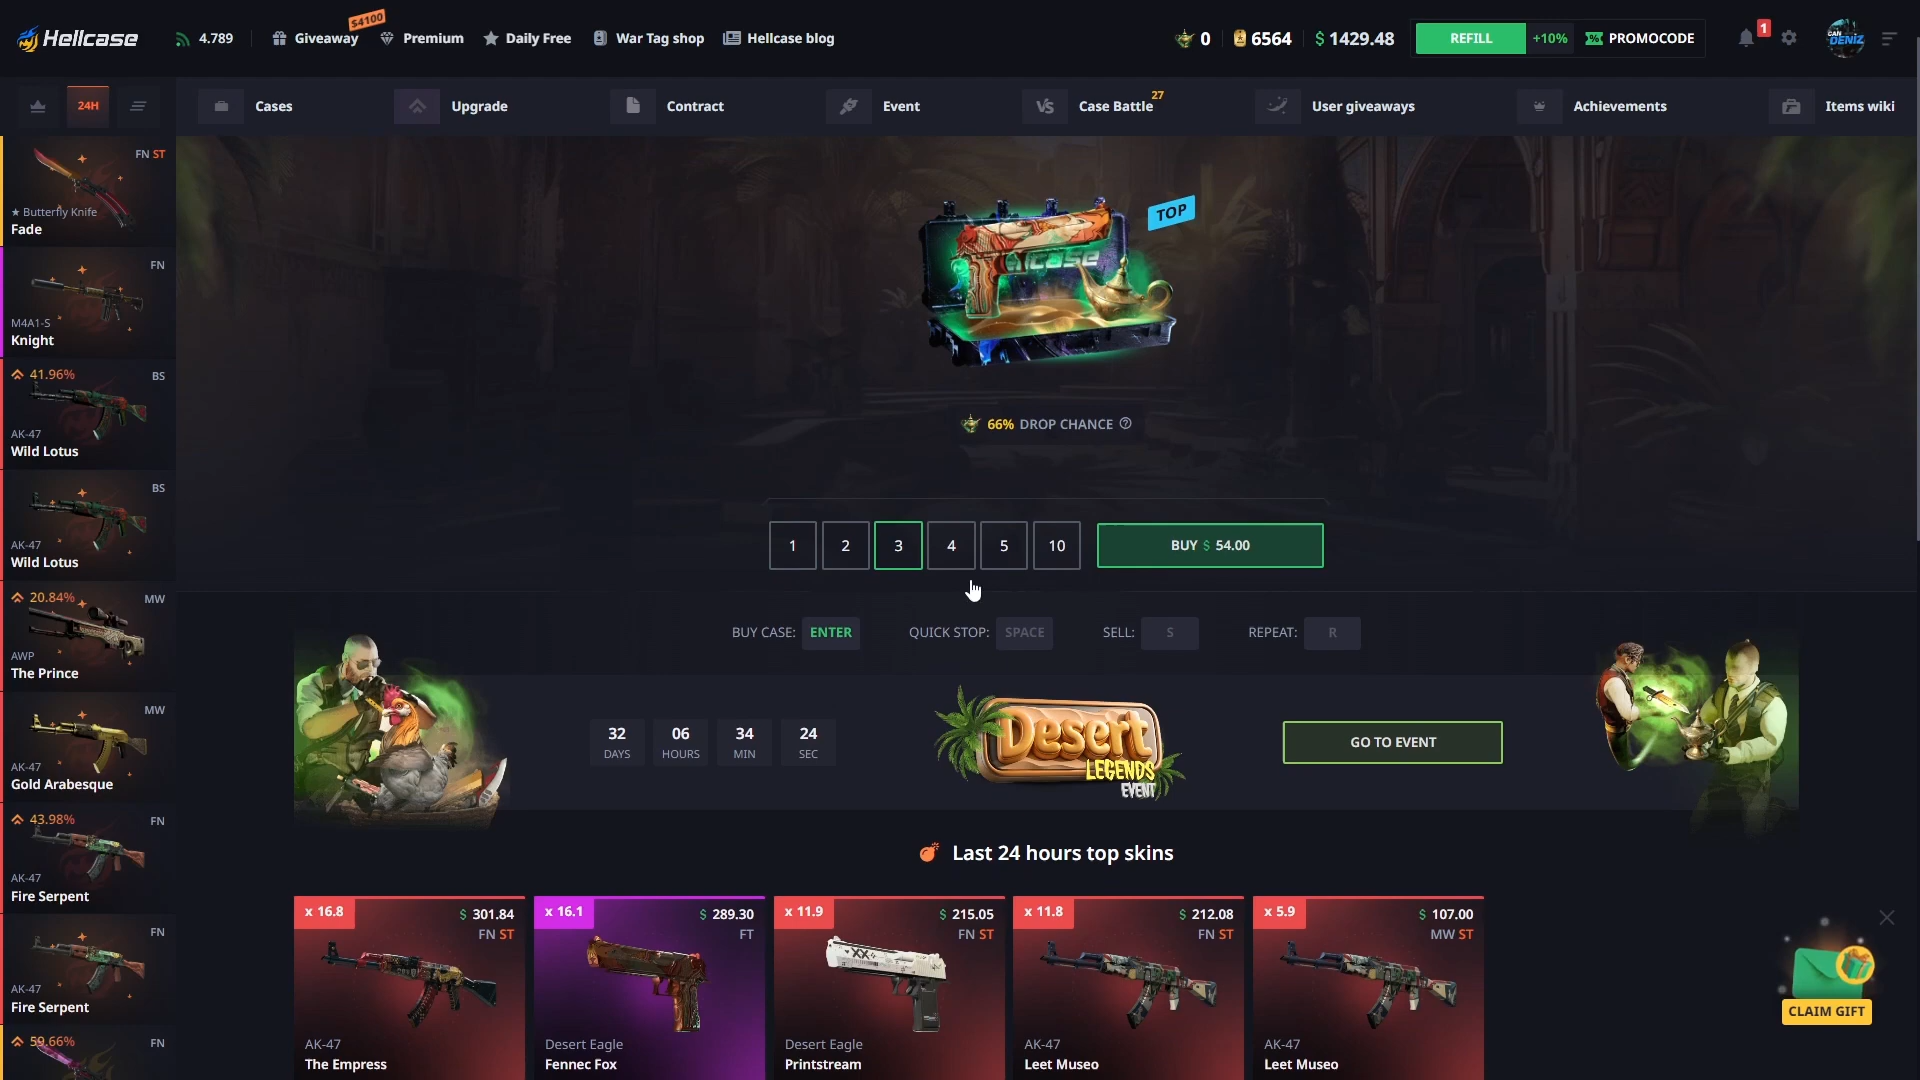 Hellcase
4.789
Giveaway
$4100
Premium
Daily Free
War Tag shop
Hellcase blog
0
6564
$ 1429.48
REFILL
+10%
PROMOCODE
1
CAN
DENİZ
24H
Cases
Upgrade
Contract
Event
Case Battle
27
User giveaways
Achievements
Items wiki
FN ST
★ Butterfly Knife
Fade
FN
M4A1-S
Knight
41.96%
BS
AK-47
Wild Lotus
BS
AK-47
Wild Lotus
20.84%
MW
AWP
The Prince
MW
AK-47
Gold Arabesque
43.98%
FN
AK-47
Fire Serpent
FN
AK-47
Fire Serpent
59.66%
FN
TOP
66% DROP CHANCE
1
2
3
4
5
10
BUY $ 54.00
BUY CASE: ENTER
QUICK STOP: SPACE
SELL: S
REPEAT: R
32
DAYS
06
HOURS
34
MIN
24
SEC
Desert
LEGENDS
EVENT
GO TO EVENT
Last 24 hours top skins
x 16.8
$ 301.84
FN ST
AK-47
The Empress
x 16.1
$ 289.30
FT
Desert Eagle
Fennec Fox
x 11.9
$ 215.05
FN ST
Desert Eagle
Printstream
x 11.8
$ 212.08
FN ST
AK-47
Leet Museo
x 5.9
$ 107.00
MW ST
AK-47
Leet Museo
CLAIM GIFT